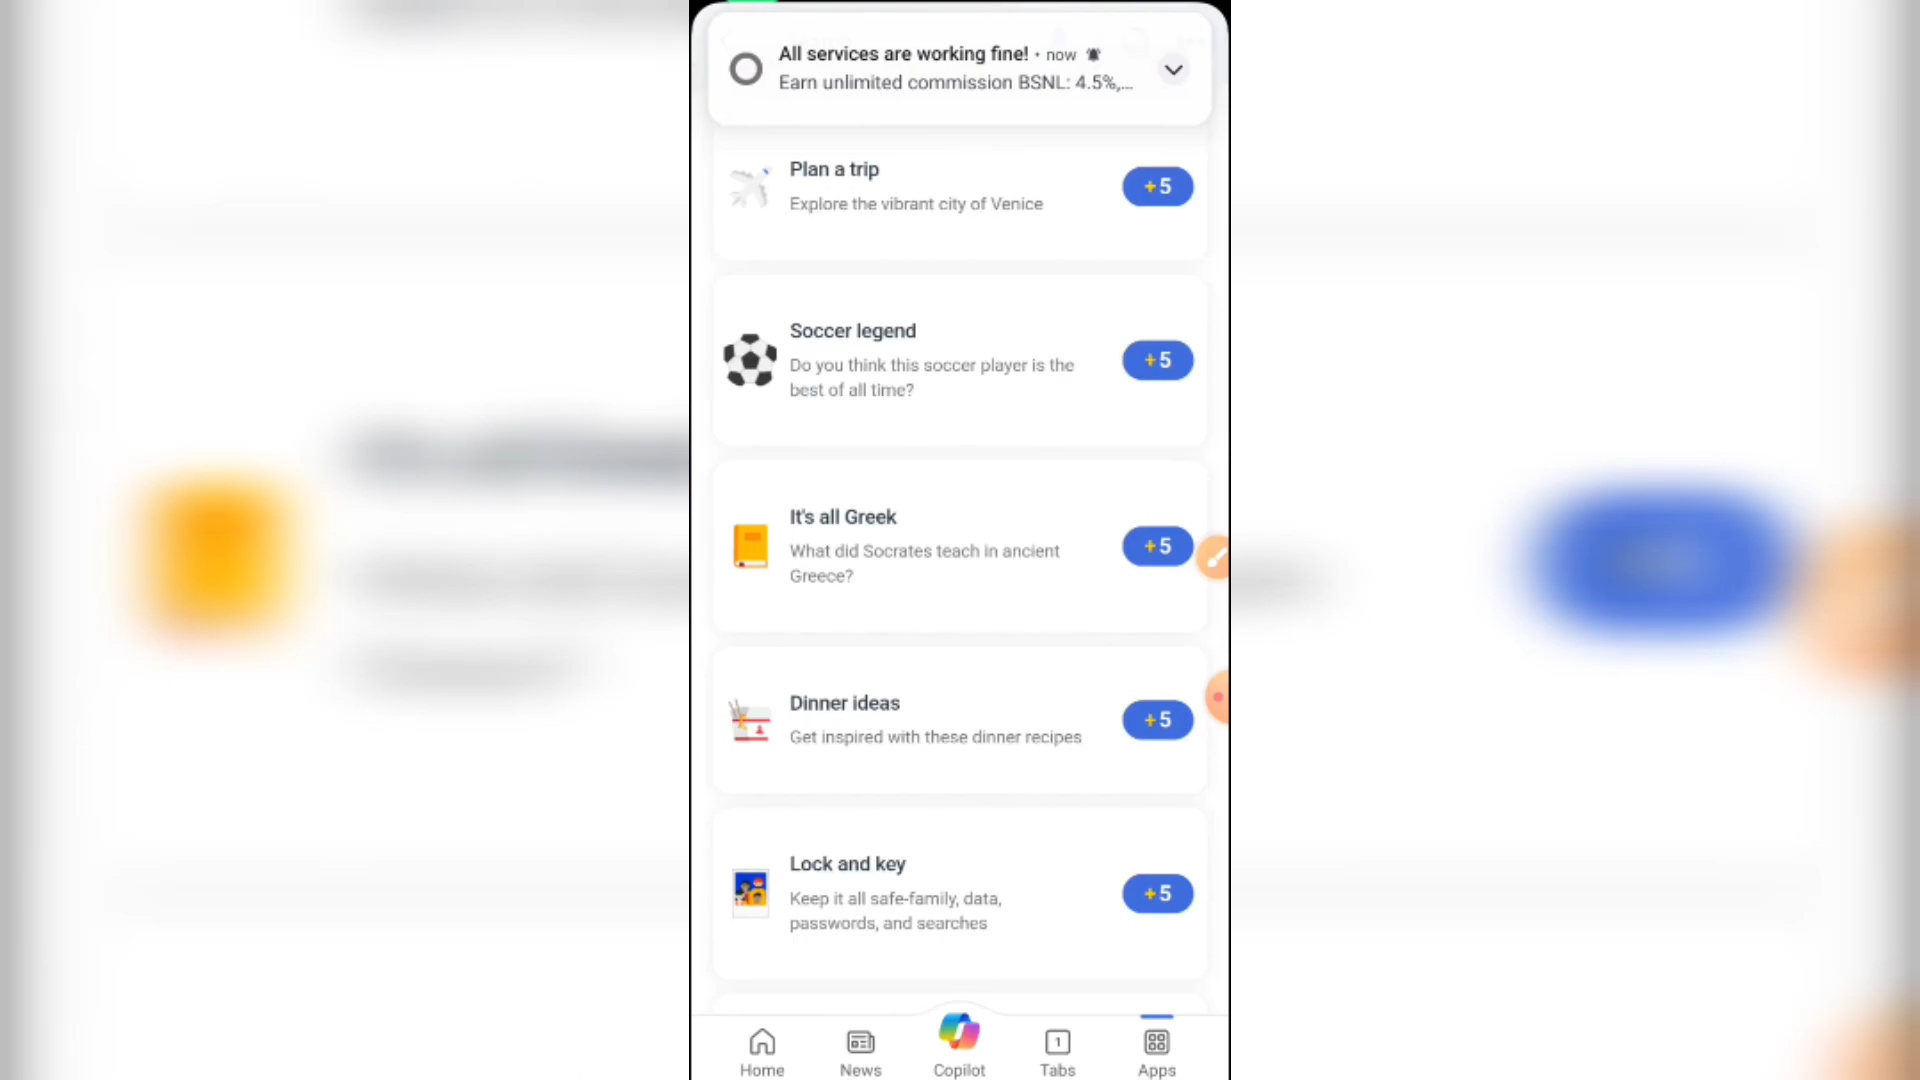 All services are working fine! • now
Earn unlimited commission BSNL: 4.5%,...
Plan a trip
Explore the vibrant city of Venice
+5
Soccer legend
Do you think this soccer player is the
best of all time?
+5
It's all Greek
What did Socrates teach in ancient
Greece?
+5
Dinner ideas
Get inspired with these dinner recipes
+5
Lock and key
Keep it all safe-family, data,
passwords, and searches
+5
1
Home News Copilot Tabs Apps